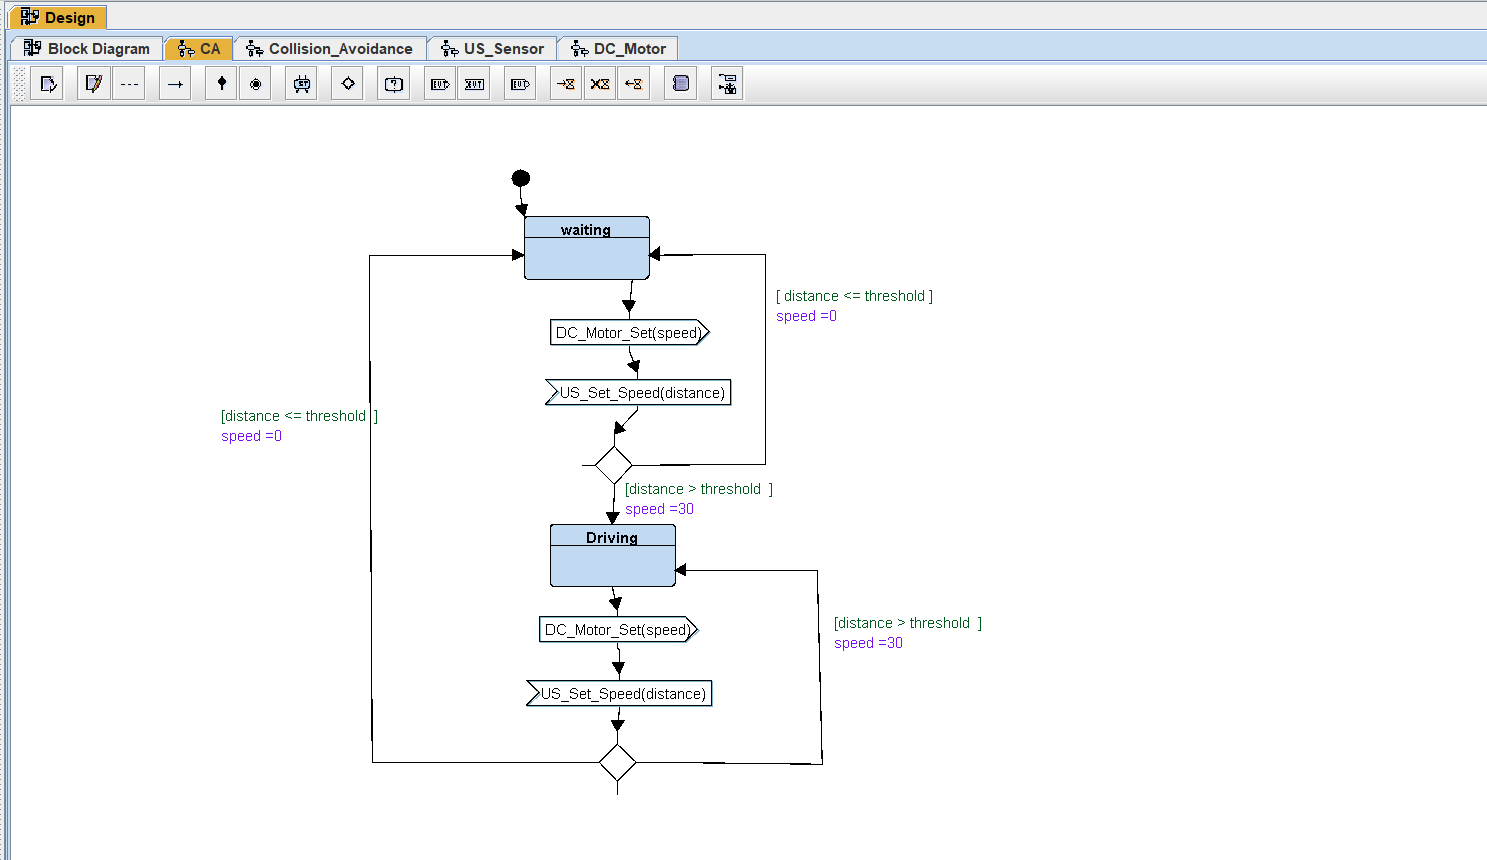 Design
Block Diagram CA Collision_Avoidance US_Sensor DC_Motor
waiting
[ distance <= threshold ]
speed =0
DC_Motor_Set(speed)
US_Set_Speed(distance)
[distance <= threshold ]
speed =0
[distance > threshold ]
speed =30
Driving
DC_Motor_Set(speed)
[distance > threshold ]
speed =30
US_Set_Speed(distance)